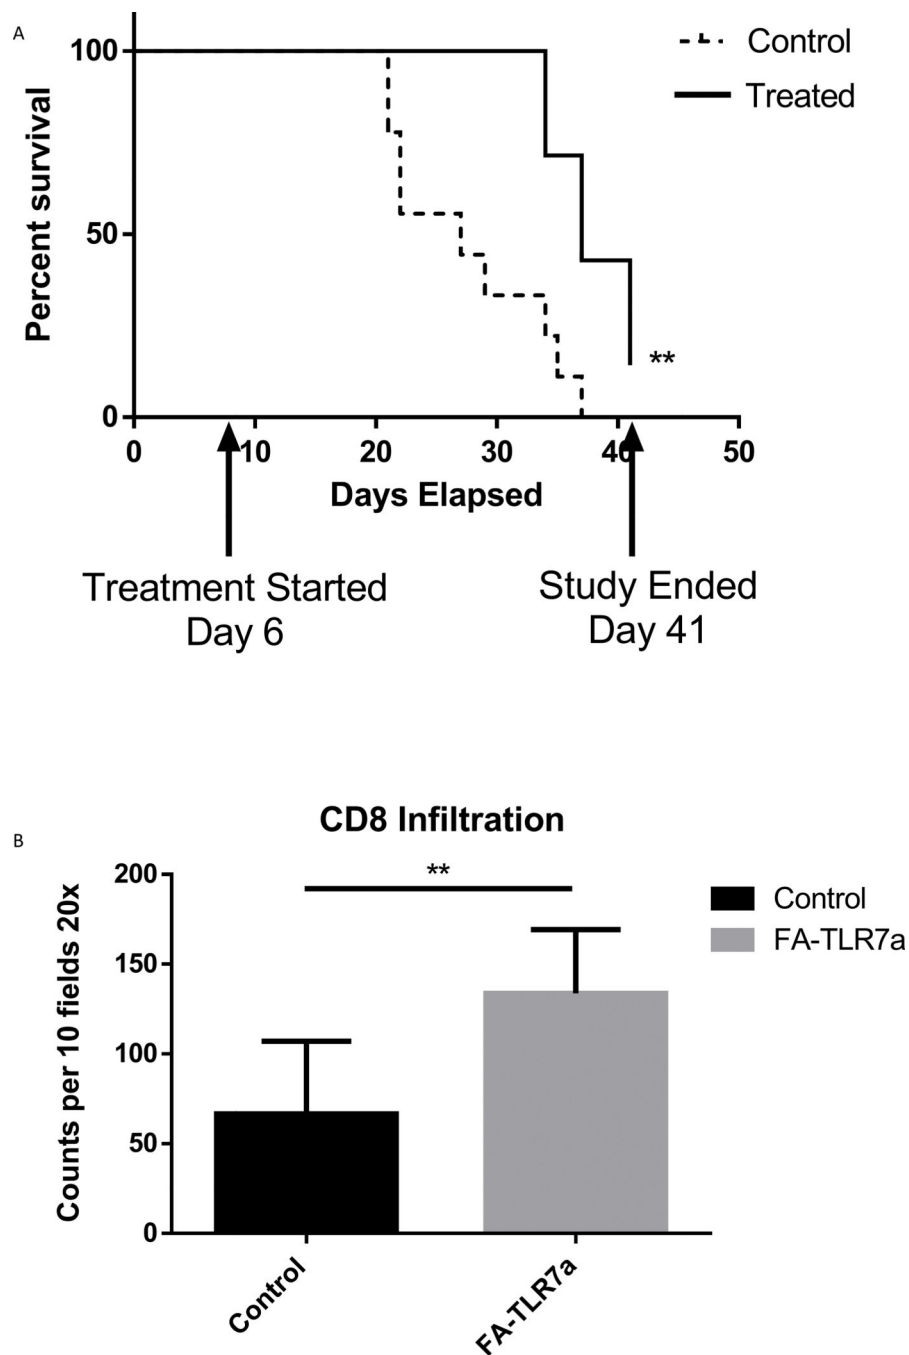 A
Control
Treated
100
50
0
Percent survival
**
0 10 20 30 40 50
Days Elapsed
Treatment Started
Day 6
Study Ended
Day 41
B
CD8 Infiltration
**
Control
FA-TLR7a
200
150
100
50
0
Counts per 10 fields 20x
Control
FA-TLR7a